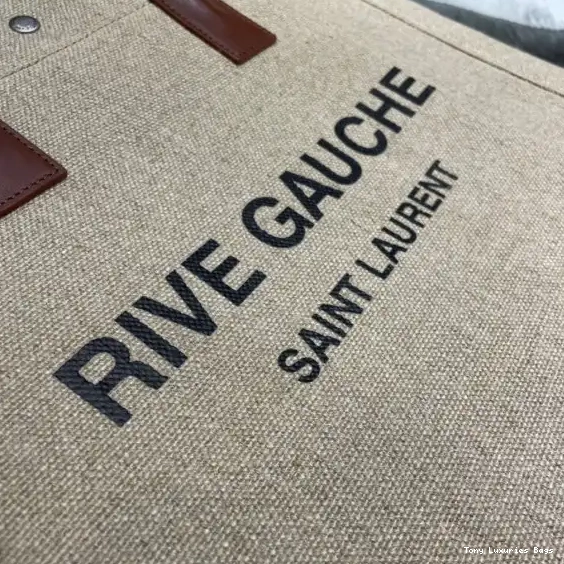 RIVE GAUCHE
SAINT LAURENT
Tony Luxuries Bags